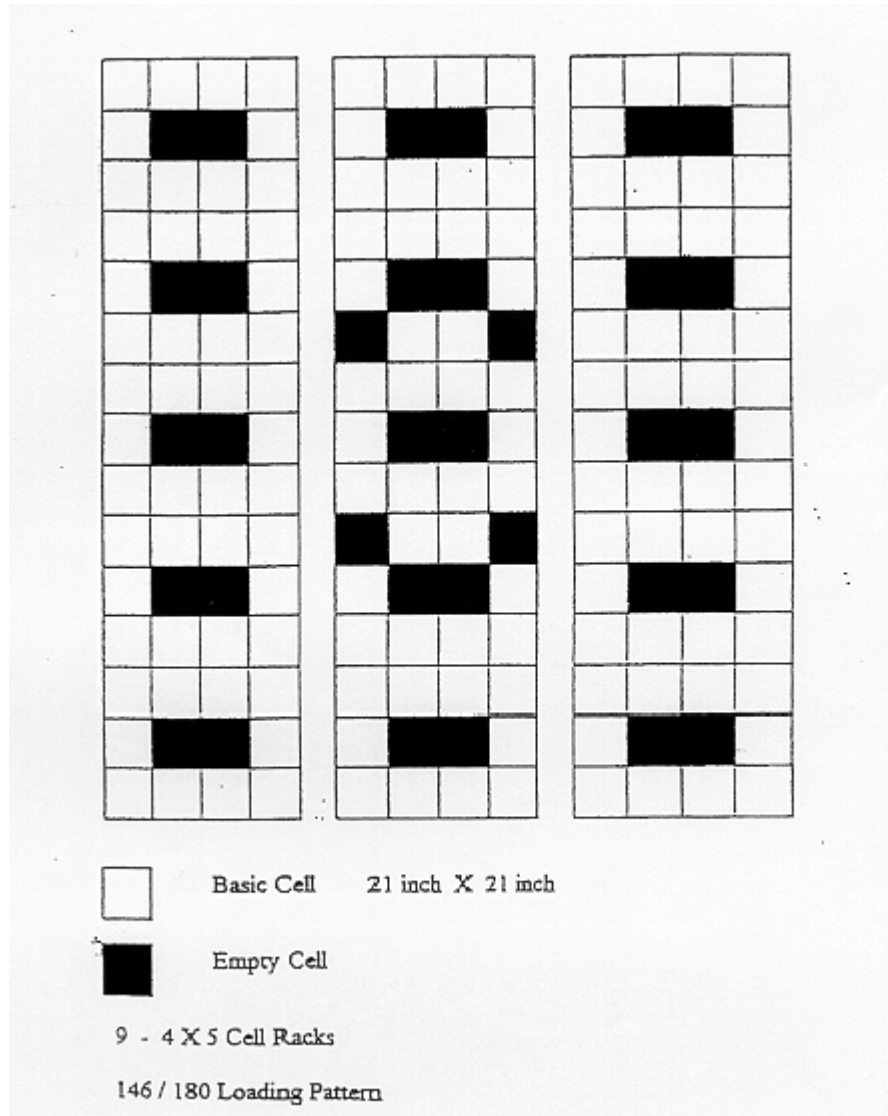 Basic Cell 21 inch X 21 inch
Empty Cell
9 - 4 X 5 Cell Racks
146 / 180 Loading Pattern